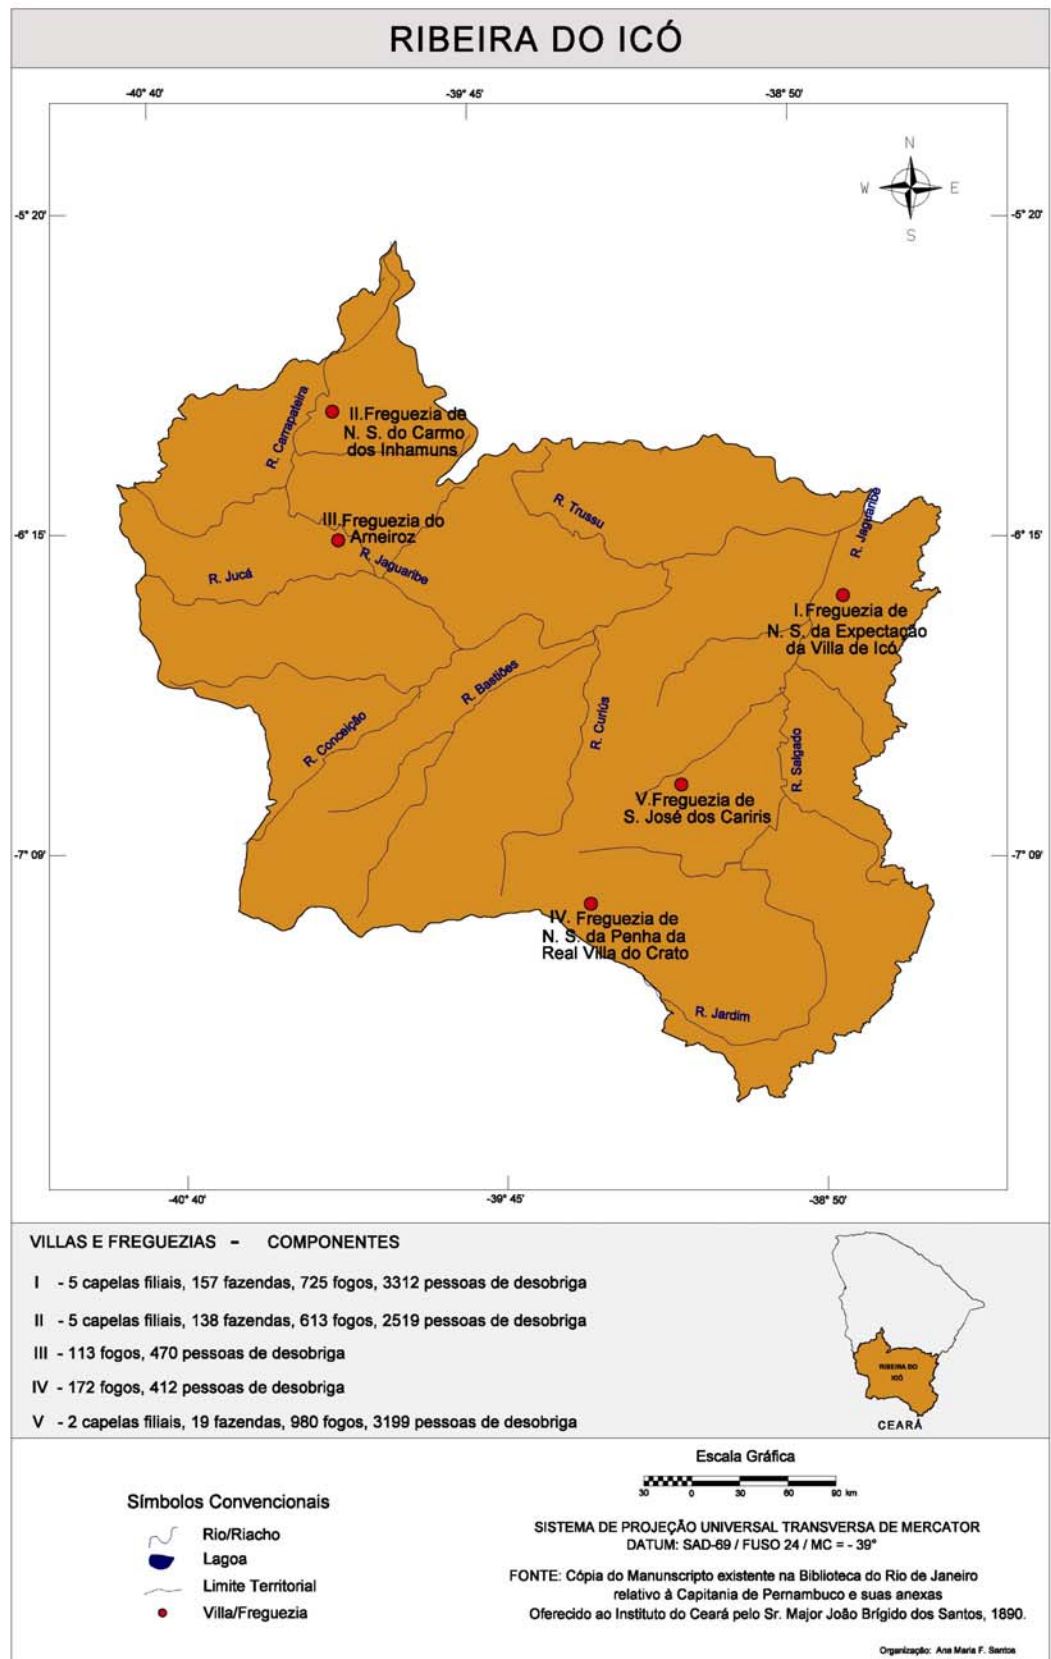 RIBEIRA DO ICÓ
-40° 40'
-39° 45'
-38° 50'
N
W E
S
-5° 20'
-5° 20'
R. Carrapateira
II.Freguezia de
N. S. do Carmo
dos Inhamuns
R. Trussu
R. Jaguaribe
III.Freguezia do
Arneiroz
-6° 15'
-6° 15'
R. Jaguaribe
R. Jucá
I.Freguezia de
N. S. da Expectação
da Villa de Icó
R. Bastiões
R. Curiús
R. Conceição
R. Salgado
V.Freguezia de
S. José dos Cariris
-7° 09'
-7° 09'
IV. Freguezia de
N. S. da Penha da
Real Villa do Crato
R. Jardim
-40° 40'
-39° 45'
-38° 50'
VILLAS E FREGUEZIAS - COMPONENTES
I - 5 capelas filiais, 157 fazendas, 725 fogos, 3312 pessoas de desobriga
II - 5 capelas filiais, 138 fazendas, 613 fogos, 2519 pessoas de desobriga
III - 113 fogos, 470 pessoas de desobriga
IV - 172 fogos, 412 pessoas de desobriga
V - 2 capelas filiais, 19 fazendas, 980 fogos, 3199 pessoas de desobriga
RIBEIRA DO
ICÓ
CEARÁ
Símbolos Convencionais
Rio/Riacho
Lagoa
Limite Territorial
Villa/Freguezia
Escala Gráfica
30 0 30 60 90 km
SISTEMA DE PROJEÇÃO UNIVERSAL TRANSVERSA DE MERCATOR
DATUM: SAD-69 / FUSO 24 / MC = - 39°
FONTE: Cópia do Manunscripto existente na Biblioteca do Rio de Janeiro
relativo à Capitania de Pernambuco e suas anexas
Oferecido ao Instituto do Ceará pelo Sr. Major João Brígido dos Santos, 1890.
Organização: Ana Maria F. Santos